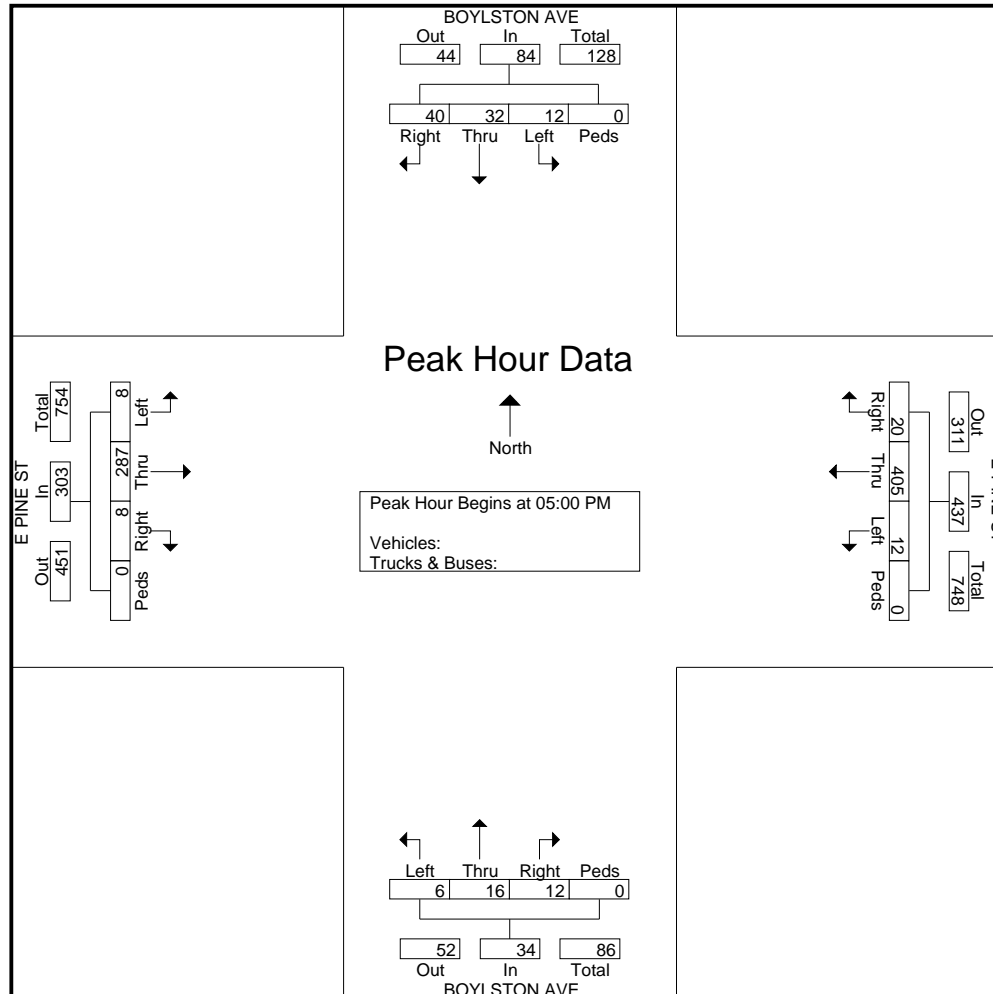 BOYLSTON AVE
Out In Total
44 84 128
40 32 12 0
Right Thru Left Peds
Peak Hour Data
North
Peak Hour Begins at 05:00 PM
Vehicles:
Trucks & Buses:
E PINE ST
Total In Out
754 303 451
8 287 8 0
Left Thru Right Peds
Right Thru Left Peds
20 405 12 0
311 437 748
Out In Total
Left Thru Right Peds
6 16 12 0
52 34 86
Out In Total
BOYLSTON AVE